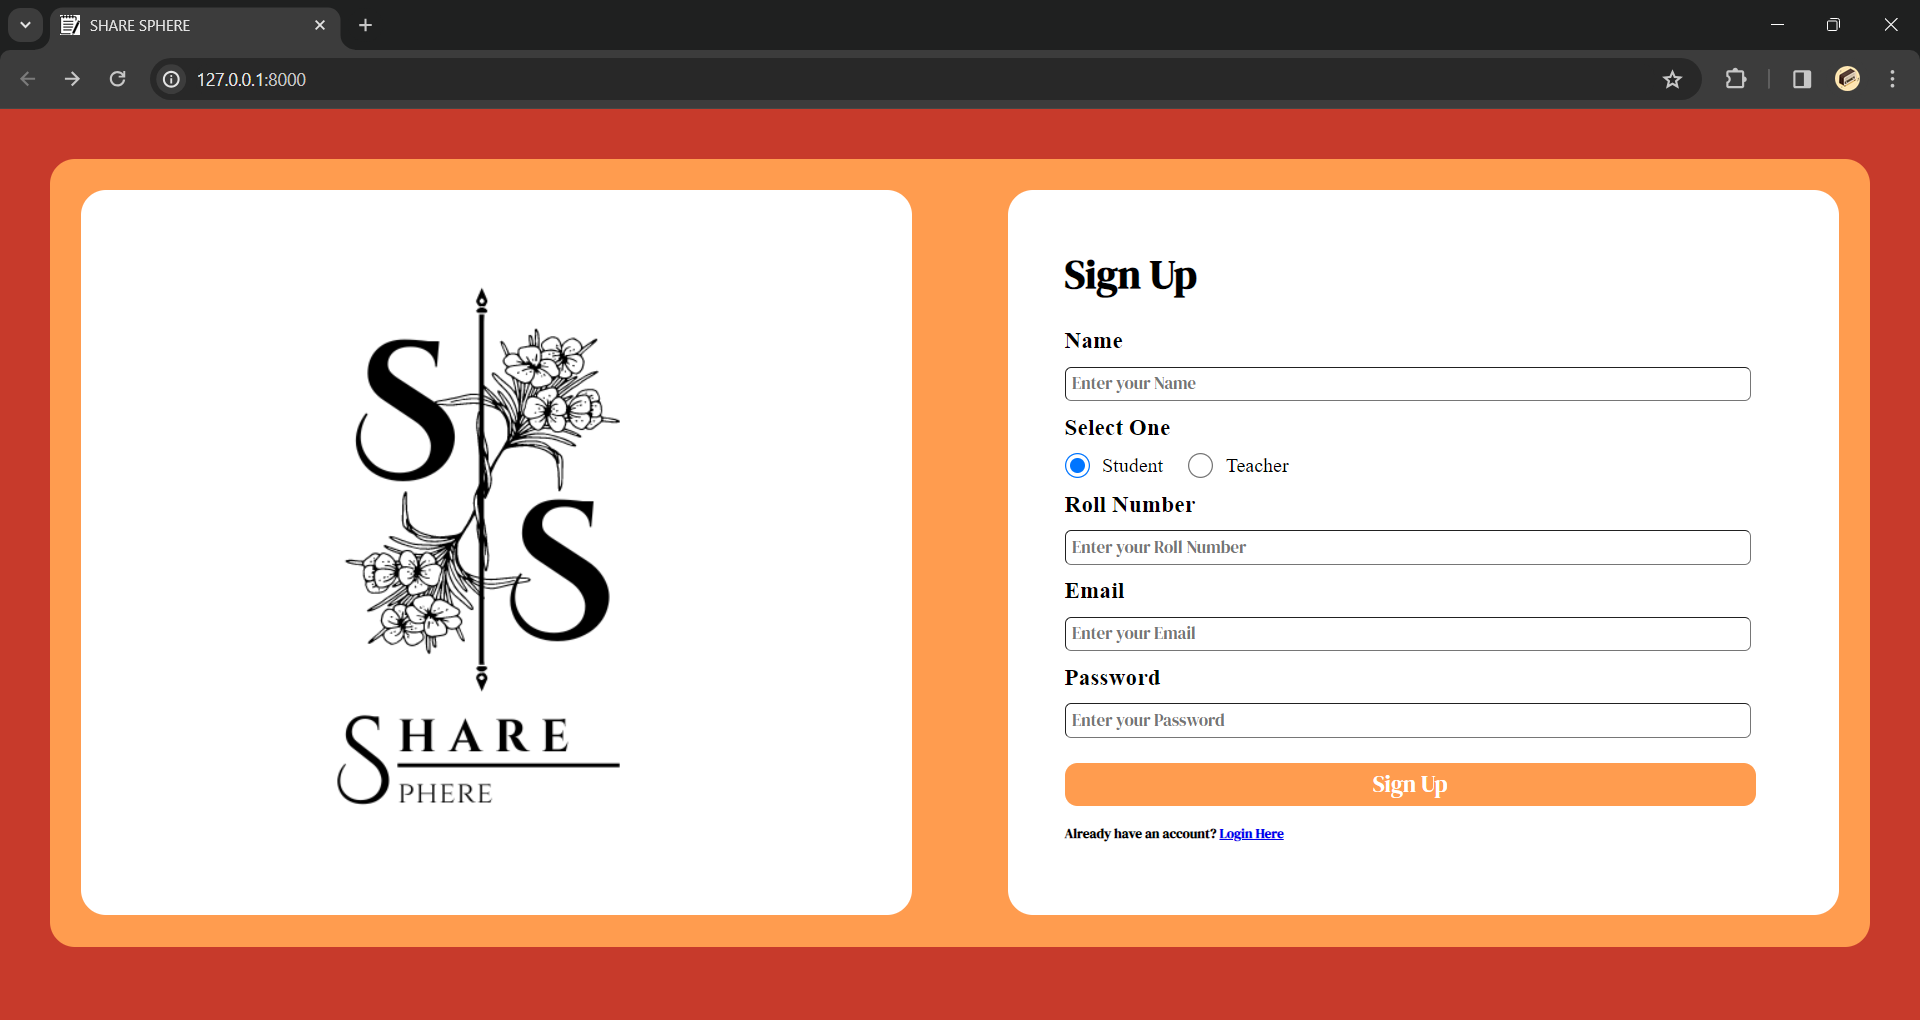 SHARE SPHERE
127.0.0.1:8000
S
S
SHARE
SPHERE
Sign Up
Name
Enter your Name
Select One
Student Teacher
Roll Number
Enter your Roll Number
Email
Enter your Email
Password
Enter your Password
Sign Up
Already have an account? Login Here